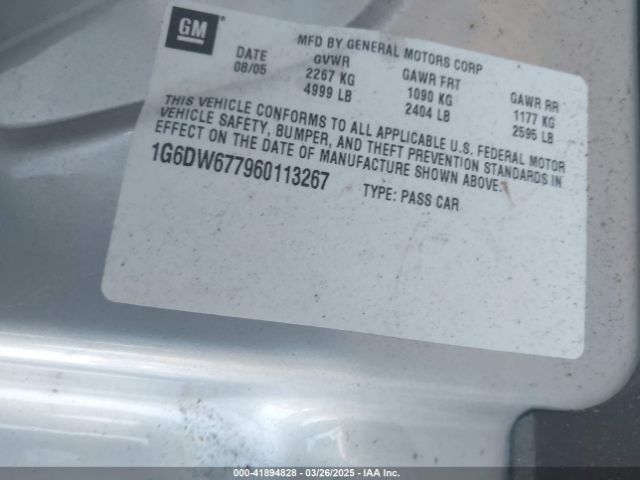 GM
MFD BY GENERAL MOTORS CORP
DATE GVWR GAWR FRT GAWR RR
08/05 2267 KG 1090 KG 1177 KG
4999 LB 2404 LB 2595 LB
THIS VEHICLE CONFORMS TO ALL APPLICABLE U.S. FEDERAL MOTOR
VEHICLE SAFETY, BUMPER, AND THEFT PREVENTION STANDARDS IN
EFFECT ON THE DATE OF MANUFACTURE SHOWN ABOVE.
1G6DW677960113267 TYPE: PASS CAR
000-41894828 - 03/26/2025 - IAA Inc.